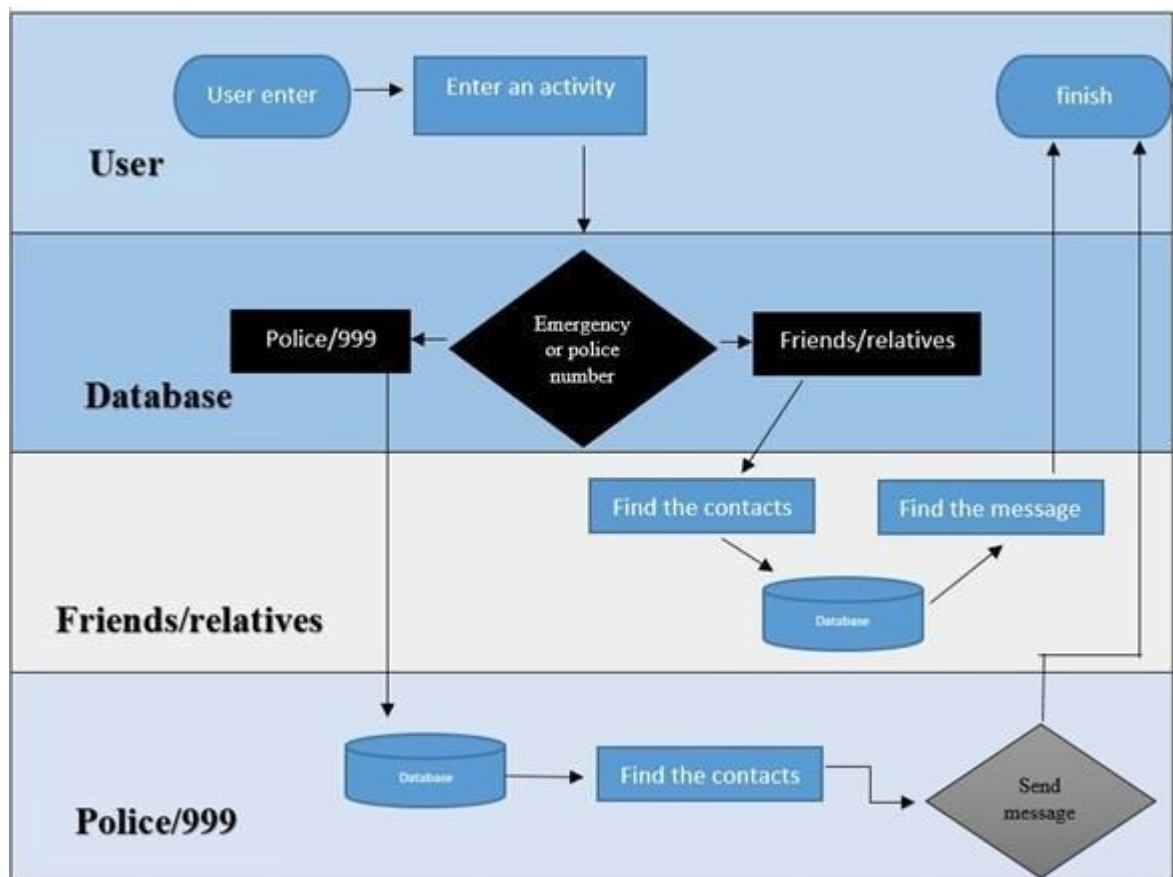 User enter
Enter an activity
finish
User
Police/999
Emergency
or police
number
Friends/relatives
Database
Find the contacts
Find the message
Database
Friends/relatives
Database
Find the contacts
Send
message
Police/999